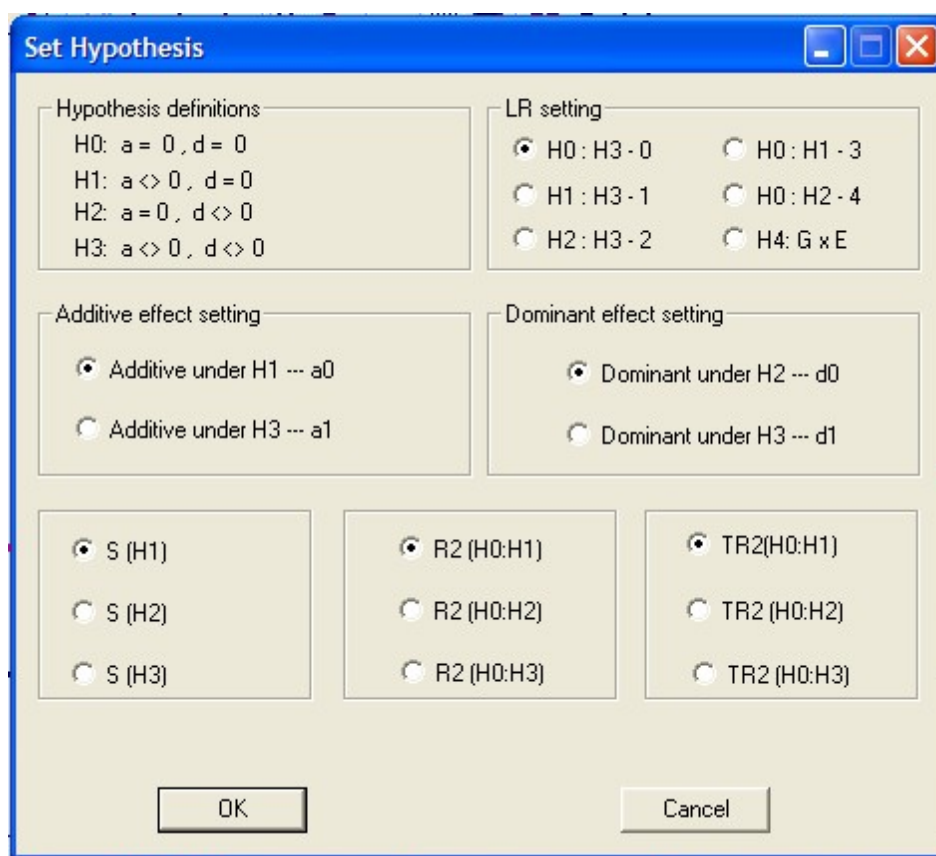 Set Hypothesis
Hypothesis definitions
H0: a = 0 , d = 0
H1: a <> 0 , d = 0
H2: a = 0 , d <> 0
H3: a <> 0 , d <> 0
LR setting
H0 : H3 - 0
H0 : H1 - 3
H1 : H3 - 1
H0 : H2 - 4
H2 : H3 - 2
H4: G x E
Additive effect setting
Additive under H1 --- a0
Additive under H3 --- a1
Dominant effect setting
Dominant under H2 --- d0
Dominant under H3 --- d1
S (H1)
S (H2)
S (H3)
R2 (H0:H1)
R2 (H0:H2)
R2 (H0:H3)
TR2(H0:H1)
TR2 (H0:H2)
TR2 (H0:H3)
OK
Cancel